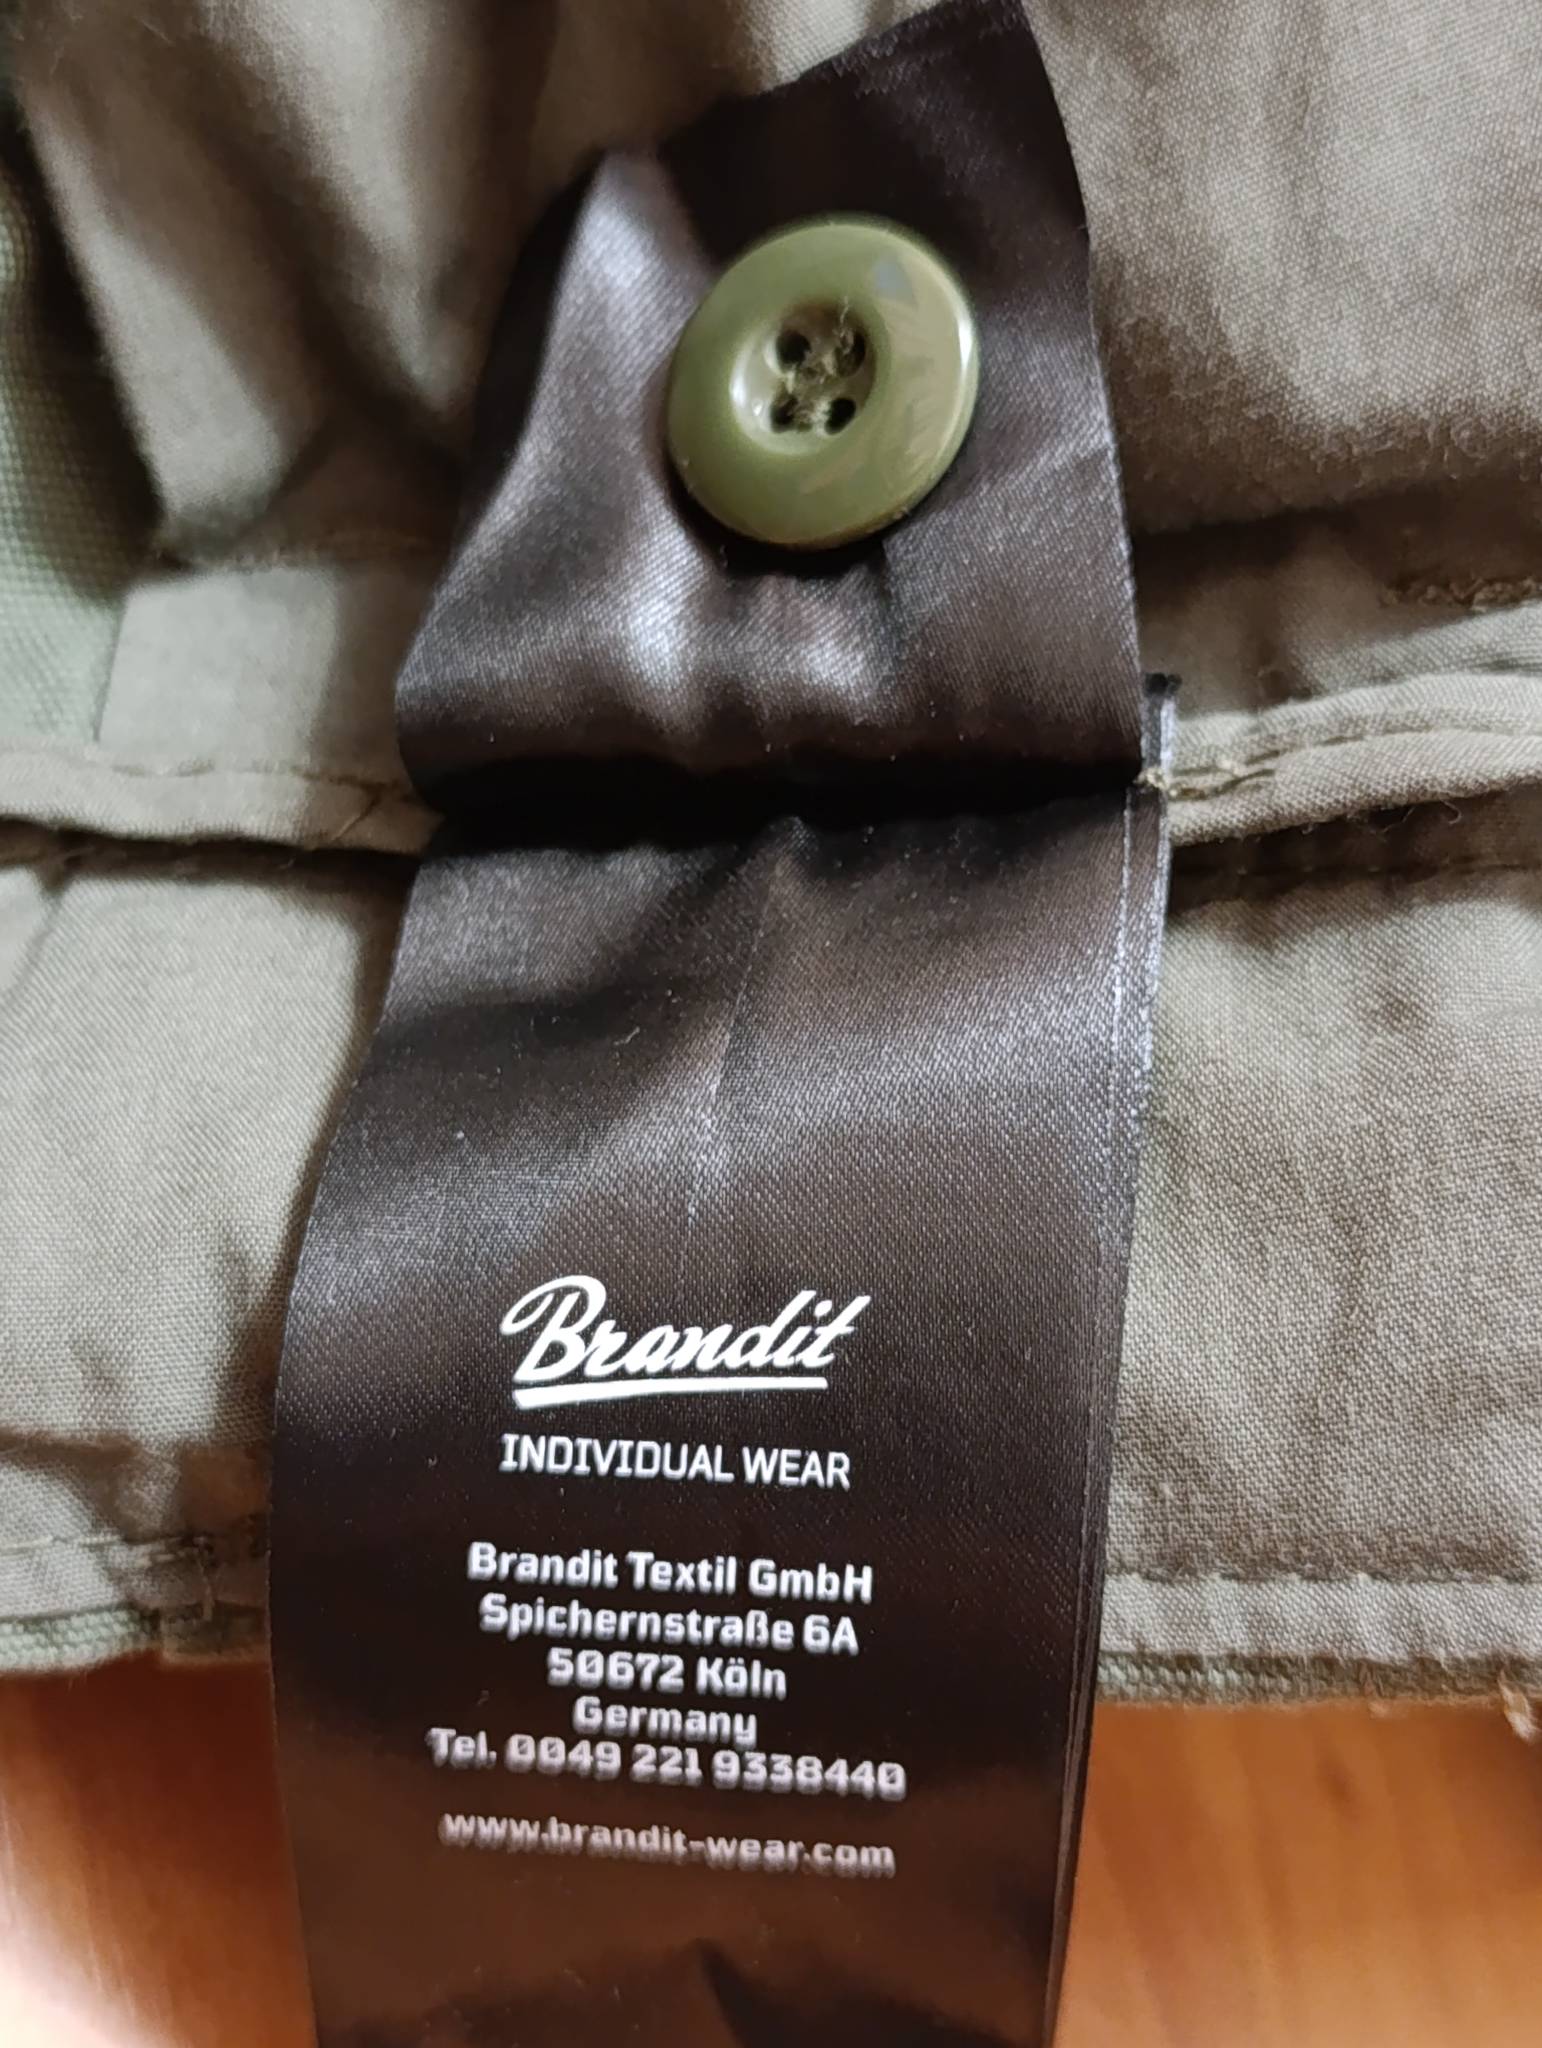 Brandit
INDIVIDUAL WEAR
Brandit Textil GmbH
Spichernstraße 6A
50672 Köln
Germany
Tel. 0049 221 9338440
www.brandit-wear.com